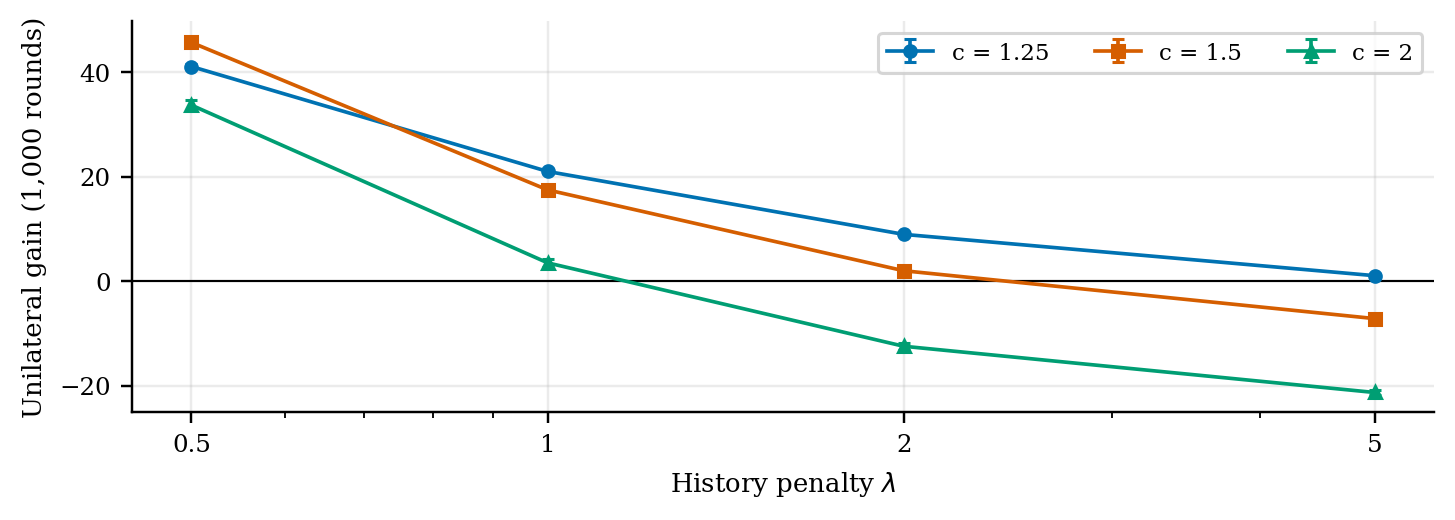 Unilateral gain (1,000 rounds)
40
20
0
−20
c = 1.25
c = 1.5
c = 2
0.5
1
2
5
History penalty λ